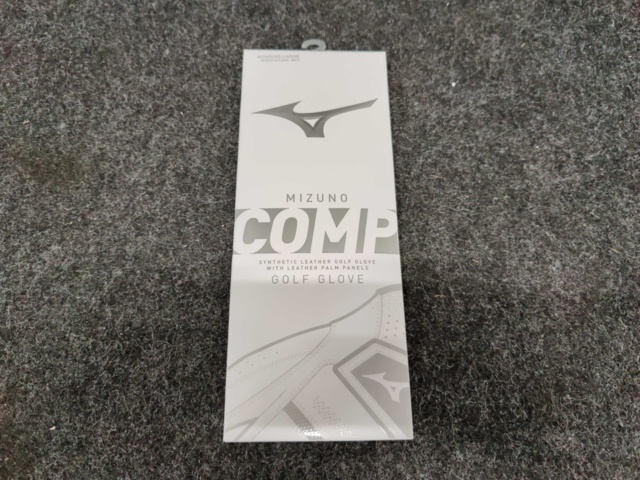 MIZUNO
COMP
SYNTHETIC LEATHER GOLF GLOVE
WITH LEATHER PALM PANELS
GOLF GLOVE